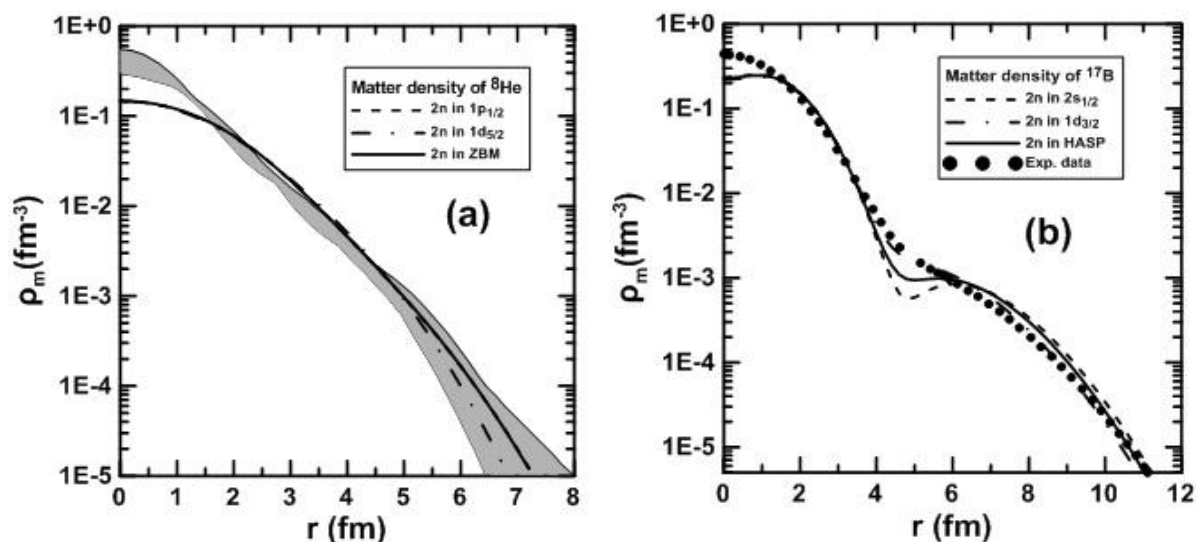 1E+0
1E-1
1E-2
1E-3
1E-4
1E-5
ρm(fm-3)
0 1 2 3 4 5 6 7 8
r (fm)
Matter density of 8He
2n in 1p1/2
2n in 1d5/2
2n in ZBM
(a)
1E+0
1E-1
1E-2
1E-3
1E-4
1E-5
ρm(fm-3)
0 2 4 6 8 10 12
r (fm)
Matter density of 17B
2n in 2s1/2
2n in 1d3/2
2n in HASP
Exp. data
(b)